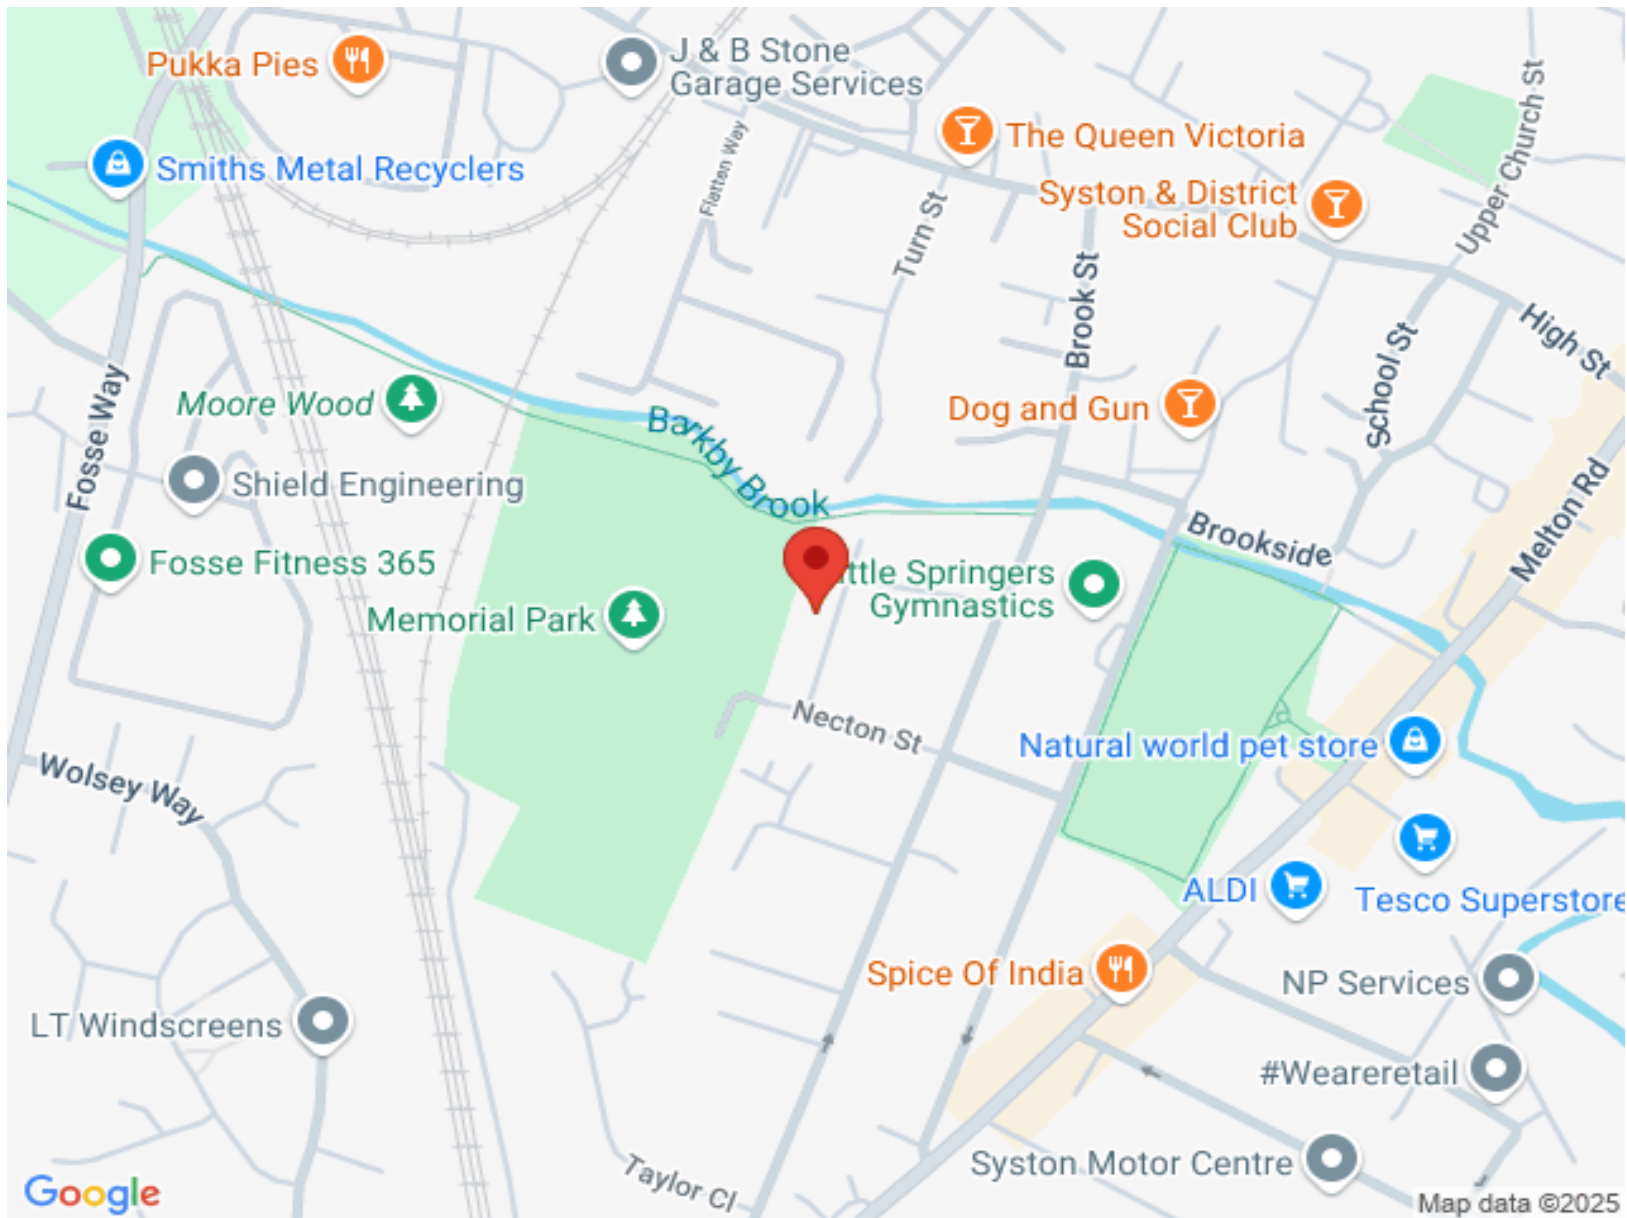 Pukka Pies
J & B Stone
Garage Services
Smiths Metal Recyclers
Flatten Way
The Queen Victoria
Syston & District
Social Club
Upper Church St
Turn St
Brook St
High St
School St
Fosse Way
Moore Wood
Dog and Gun
Barkby Brook
Shield Engineering
Melton Rd
Brookside
Fosse Fitness 365
ttle Springers
Gymnastics
Memorial Park
Necton St
Natural world pet store
Wolsey Way
ALDI
Tesco Superstore
Spice Of India
NP Services
LT Windscreens
#Weareretail
Syston Motor Centre
Taylor Cl
Google
Map data ©2025